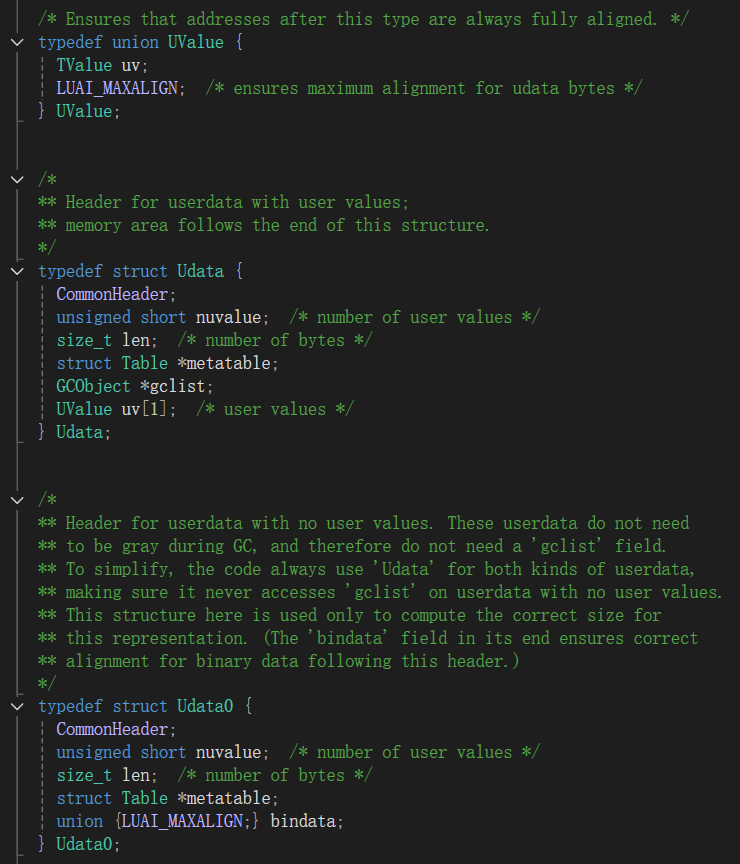 /* Ensures that addresses after this type are always fully aligned. */
typedef union UValue {
TValue uv;
LUAI_MAXALIGN;  /* ensures maximum alignment for udata bytes */
} UValue;
/*
** Header for userdata with user values;
** memory area follows the end of this structure.
*/
typedef struct Udata {
CommonHeader;
unsigned short nuvalue;  /* number of user values */
size_t len;  /* number of bytes */
struct Table *metatable;
GCObject *gclist;
UValue uv[1];  /* user values */
} Udata;
/*
** Header for userdata with no user values. These userdata do not need
** to be gray during GC, and therefore do not need a 'gclist' field.
** To simplify, the code always use 'Udata' for both kinds of userdata,
** making sure it never accesses 'gclist' on userdata with no user values.
** This structure here is used only to compute the correct size for
** this representation. (The 'bindata' field in its end ensures correct
** alignment for binary data following this header.)
*/
typedef struct Udata0 {
CommonHeader;
unsigned short nuvalue;  /* number of user values */
size_t len;  /* number of bytes */
struct Table *metatable;
union {LUAI_MAXALIGN;} bindata;
} Udata0;